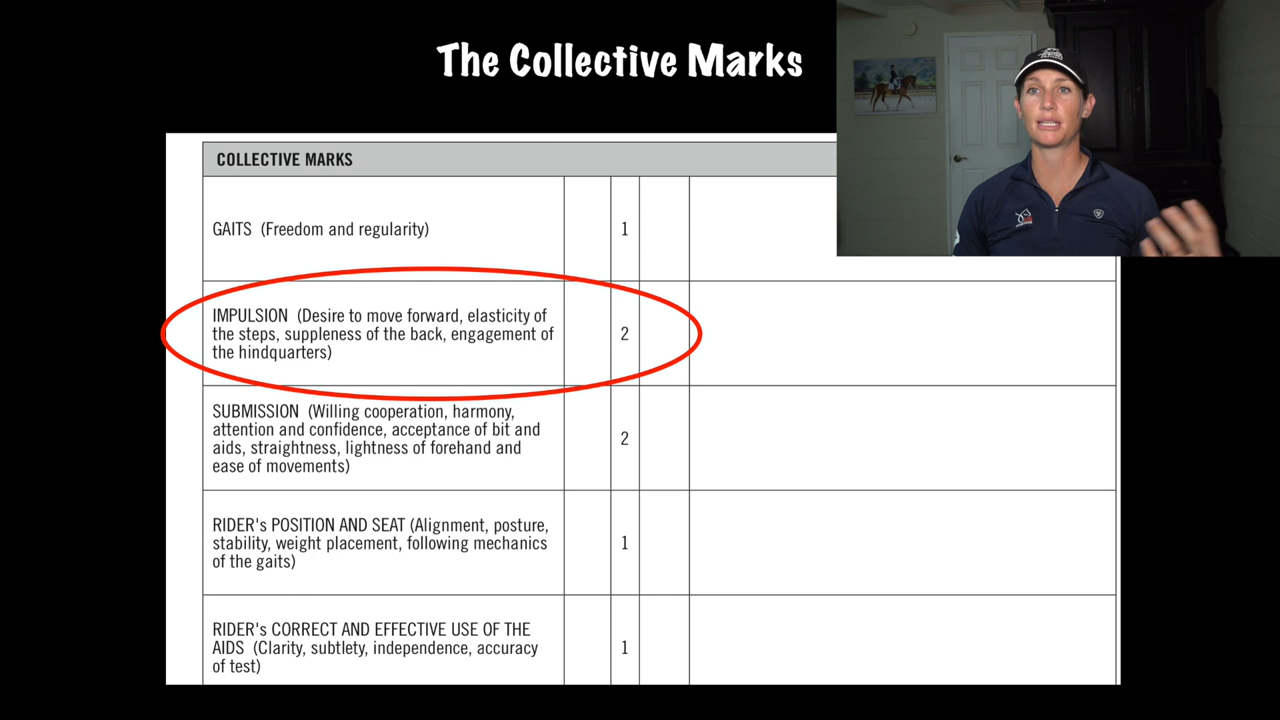 The Collective Marks
COLLECTIVE MARKS
GAITS (Freedom and regularity)
1
IMPULSION (Desire to move forward, elasticity of
the steps, suppleness of the back, engagement of
the hindquarters)
2
SUBMISSION (Willing cooperation, harmony,
attention and confidence, acceptance of bit and
aids, straightness, lightness of forehand and
ease of movements)
2
RIDER's POSITION AND SEAT (Alignment, posture,
stability, weight placement, following mechanics
of the gaits)
1
RIDER's CORRECT AND EFFECTIVE USE OF THE
AIDS (Clarity, subtlety, independence, accuracy
of test)
1